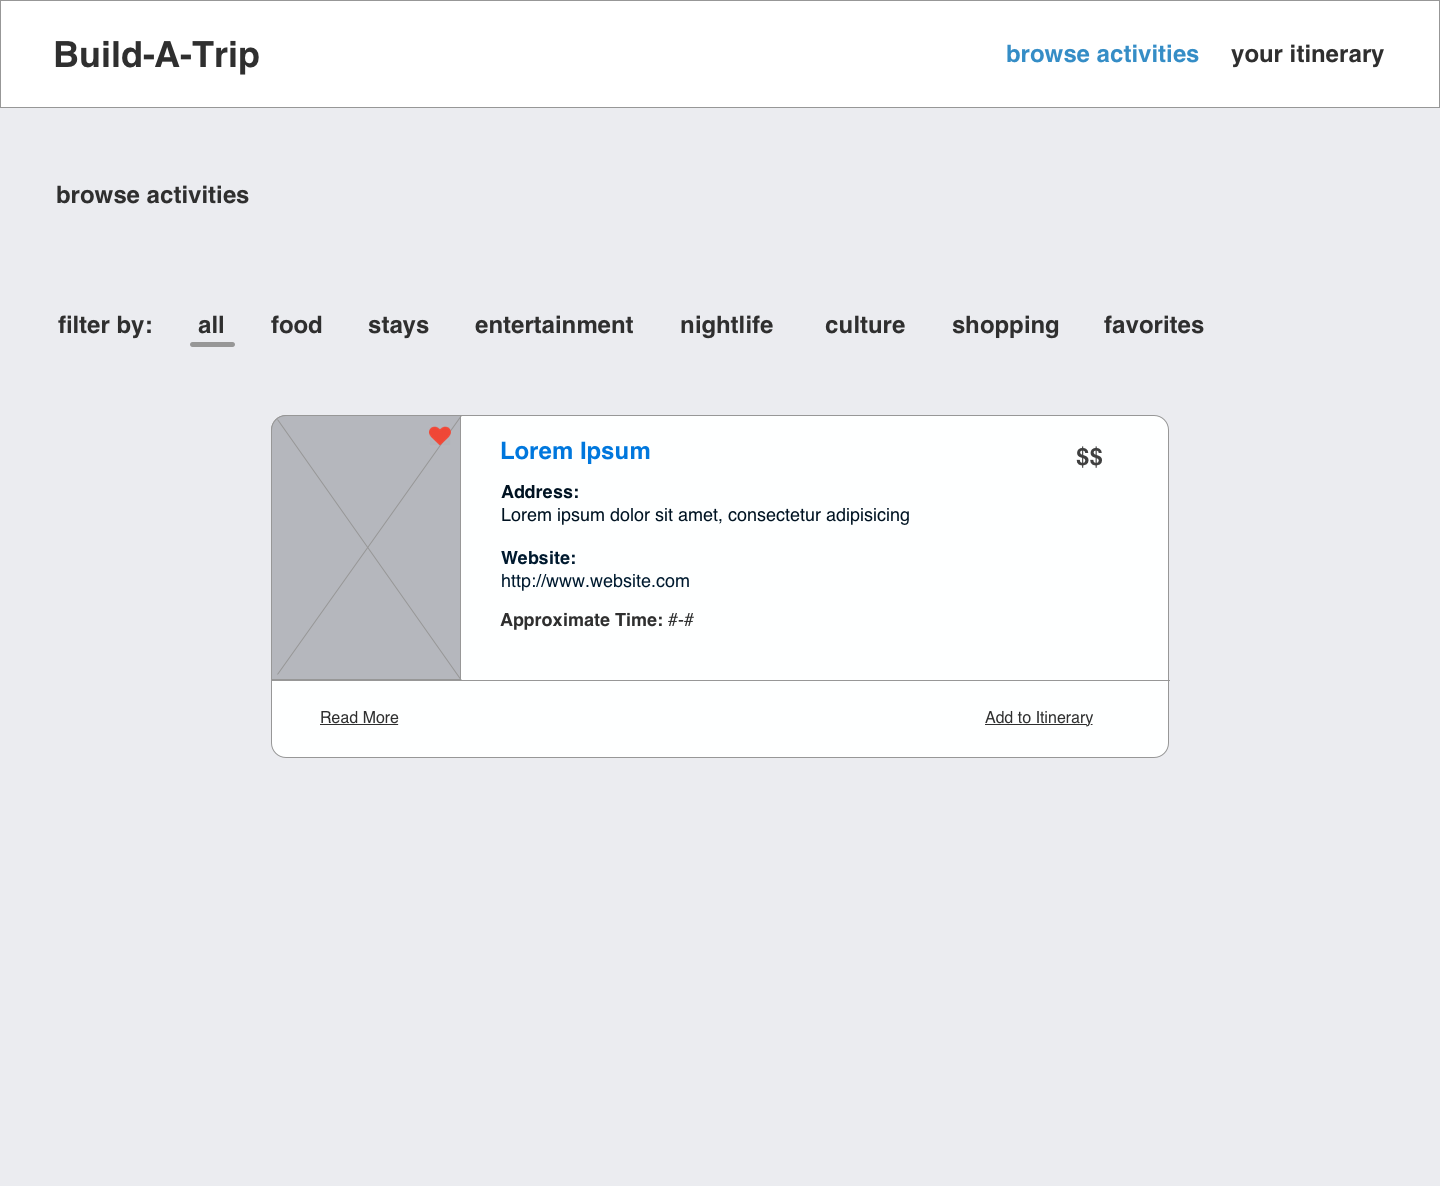 Build-A-Trip
browse activities
your itinerary
browse activities
filter by:
all
food
stays
entertainment
nightlife
culture
shopping
favorites
Lorem Ipsum
$$
Address:
Lorem ipsum dolor sit amet, consectetur adipisicing
Website:
http://www.website.com
Approximate Time: #-#
Read More
Add to Itinerary